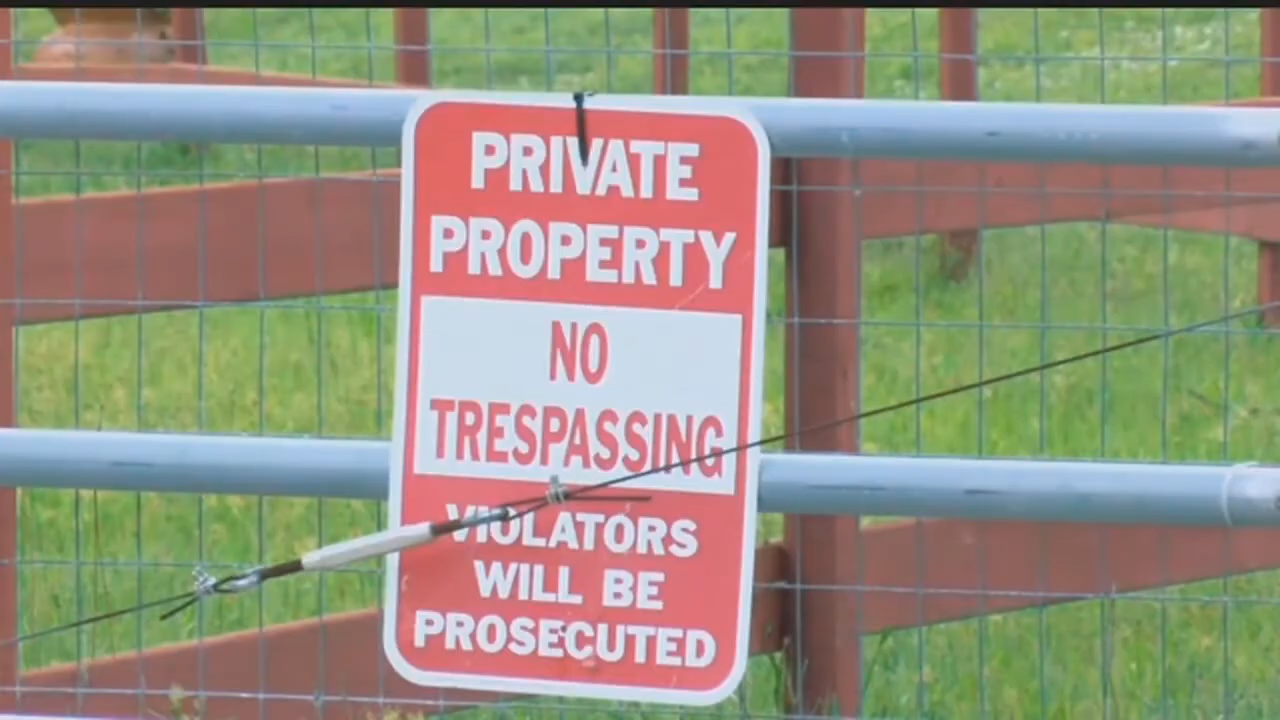 PRIVATE
PROPERTY
NO
TRESPASSING
VIOLATORS
WILL BE
PROSECUTED